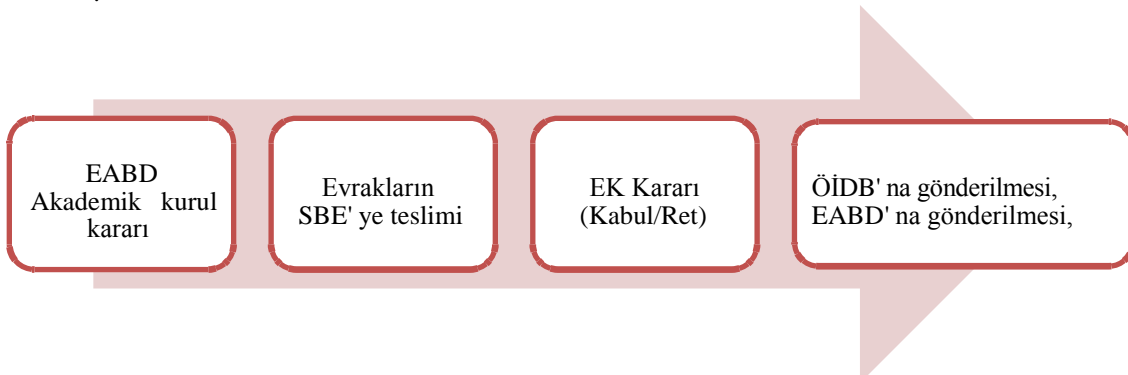 EABD
Akademik kurul
kararı
Evrakların
SBE' ye teslimi
EK Kararı
(Kabul/Ret)
ÖİDB' na gönderilmesi,
EABD' na gönderilmesi,